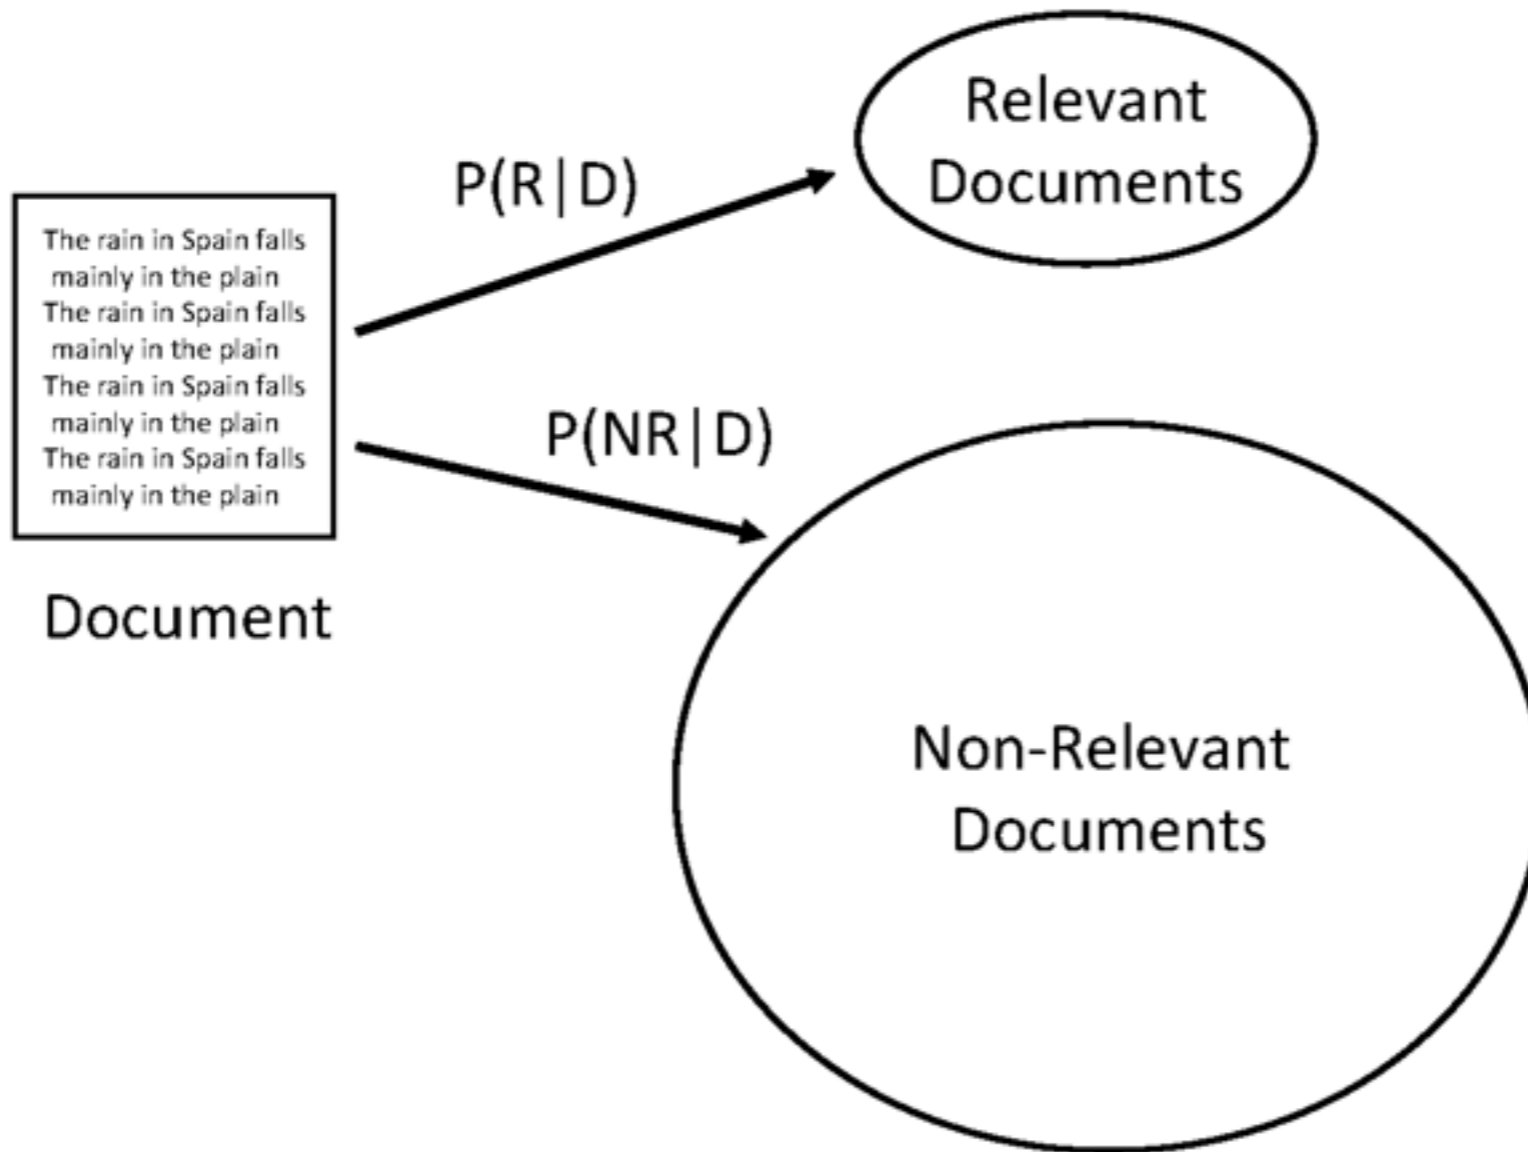 Relevant
Documents
P(R|D)
The rain in Spain falls
mainly in the plain
The rain in Spain falls
mainly in the plain
The rain in Spain falls
mainly in the plain
The rain in Spain falls
mainly in the plain
P(NR|D)
Document
Non-Relevant
Documents